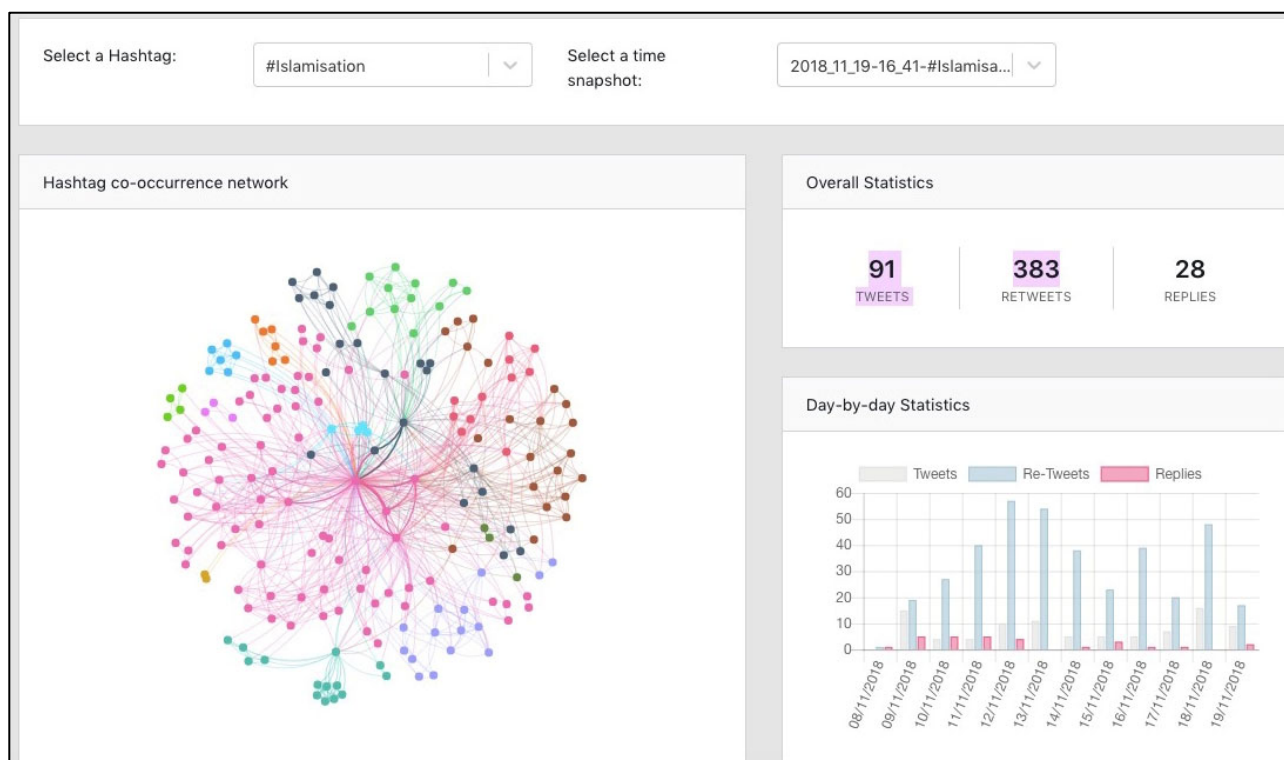 Select a Hashtag:
#Islamisation
Select a time
snapshot:
2018_11_19-16_41-#Islamisa...
Hashtag co-occurrence network
Overall Statistics
91
TWEETS
383
RETWEETS
28
REPLIES
Day-by-day Statistics
Tweets
Re-Tweets
Replies
60
50
40
30
20
10
0
08/11/2018
09/11/2018
10/11/2018
11/11/2018
12/11/2018
13/11/2018
14/11/2018
15/11/2018
16/11/2018
17/11/2018
18/11/2018
19/11/2018